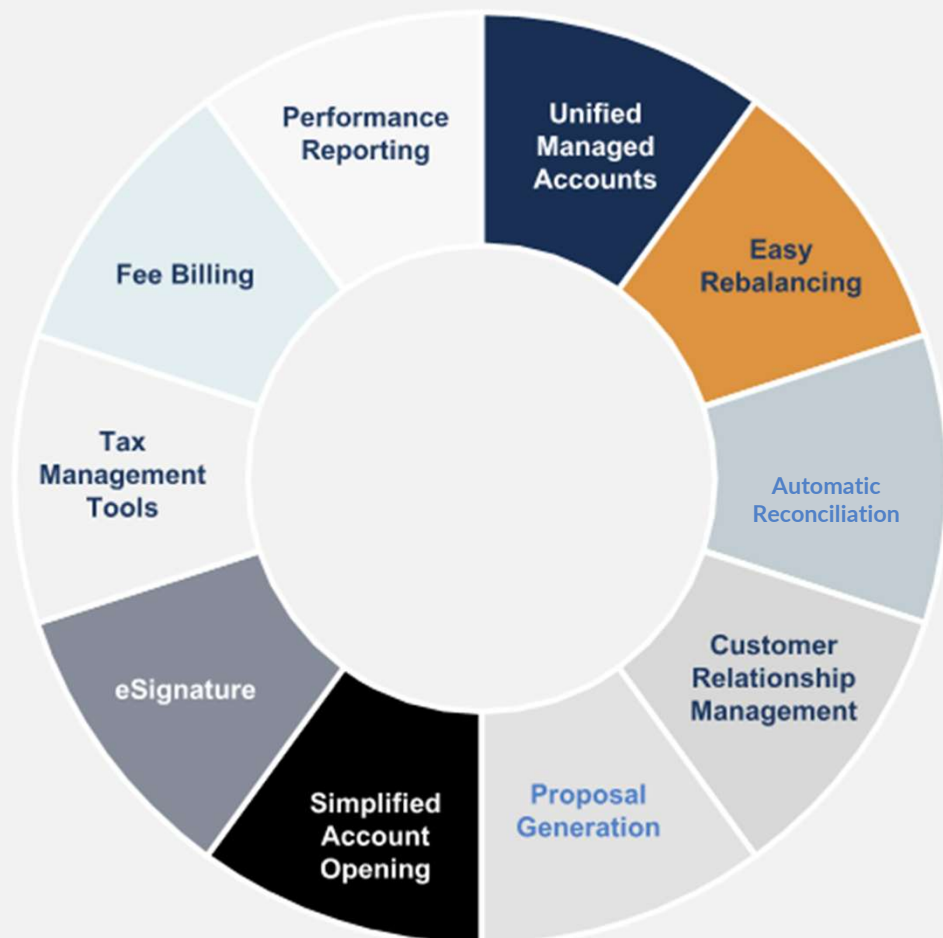 Performance
Reporting
Unified
Managed
Accounts
Easy
Rebalancing
Automatic
Reconciliation
Customer
Relationship
Management
Proposal
Generation
Simplified
Account
Opening
eSignature
Tax
Management
Tools
Fee Billing